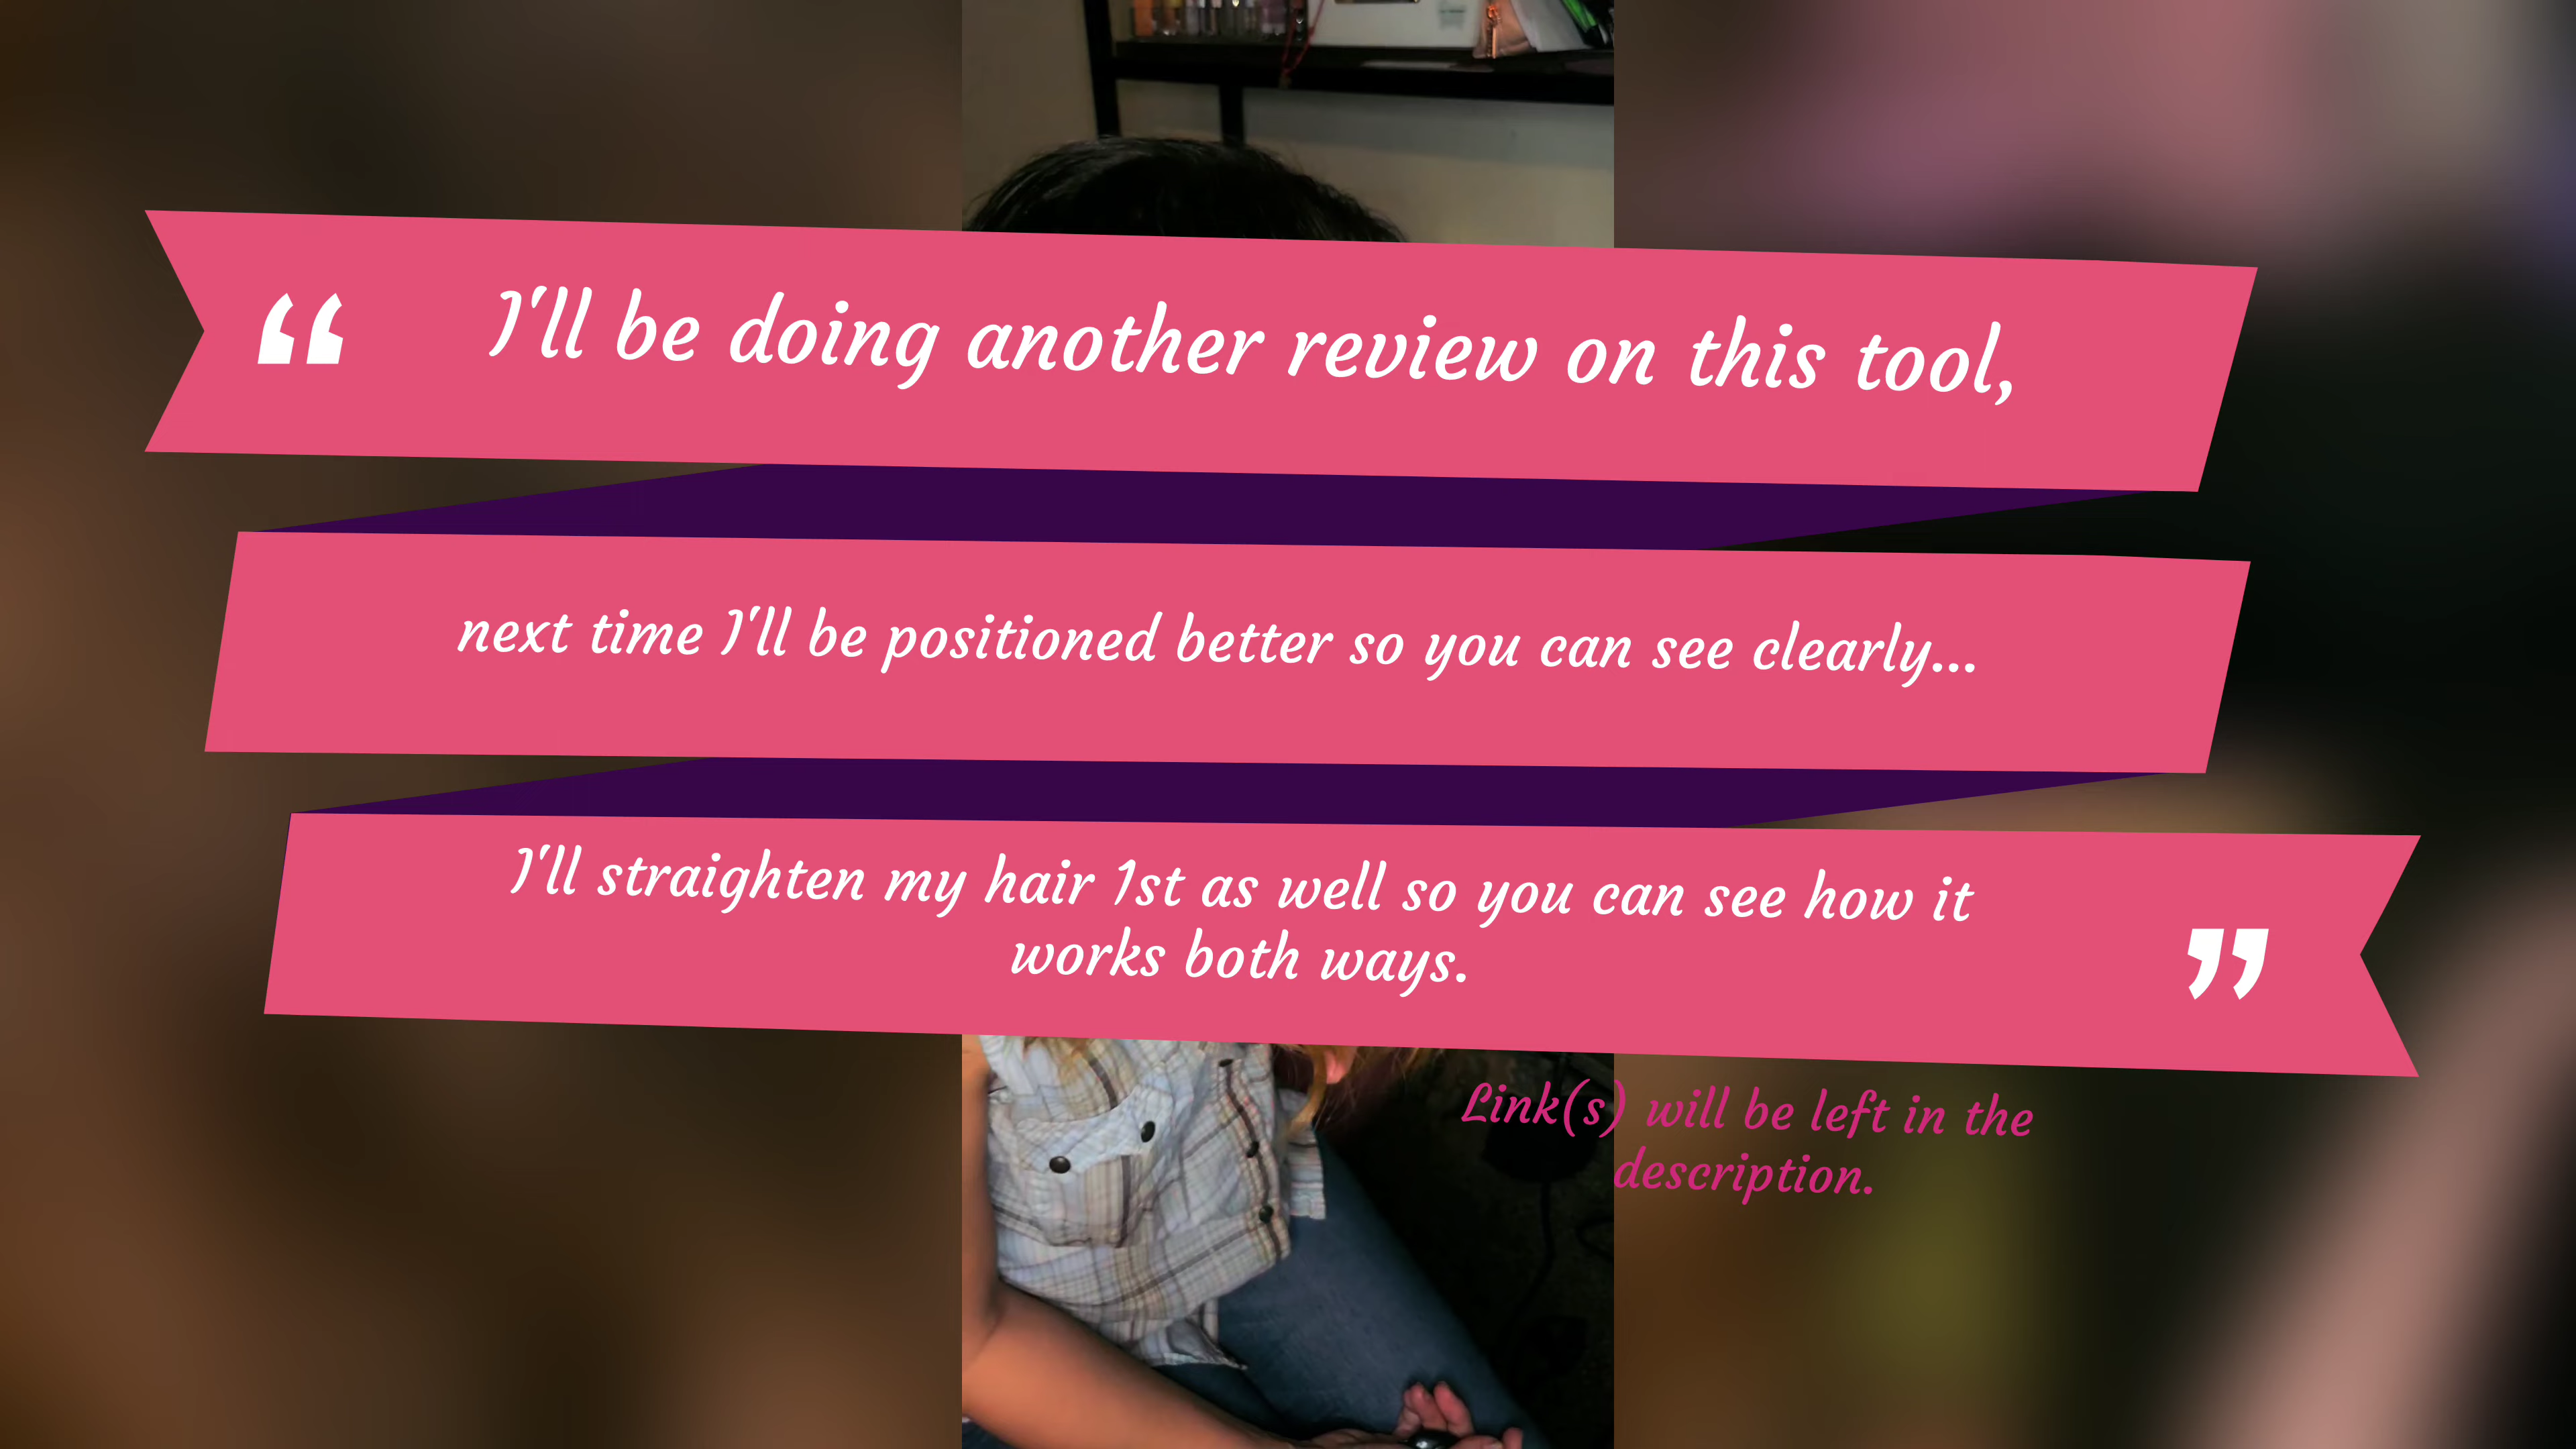 “ I'll be doing another review on this tool,
next time I'll be positioned better so you can see clearly...
I'll straighten my hair 1st as well so you can see how it
works both ways. ”
Link(s) will be left in the
description.